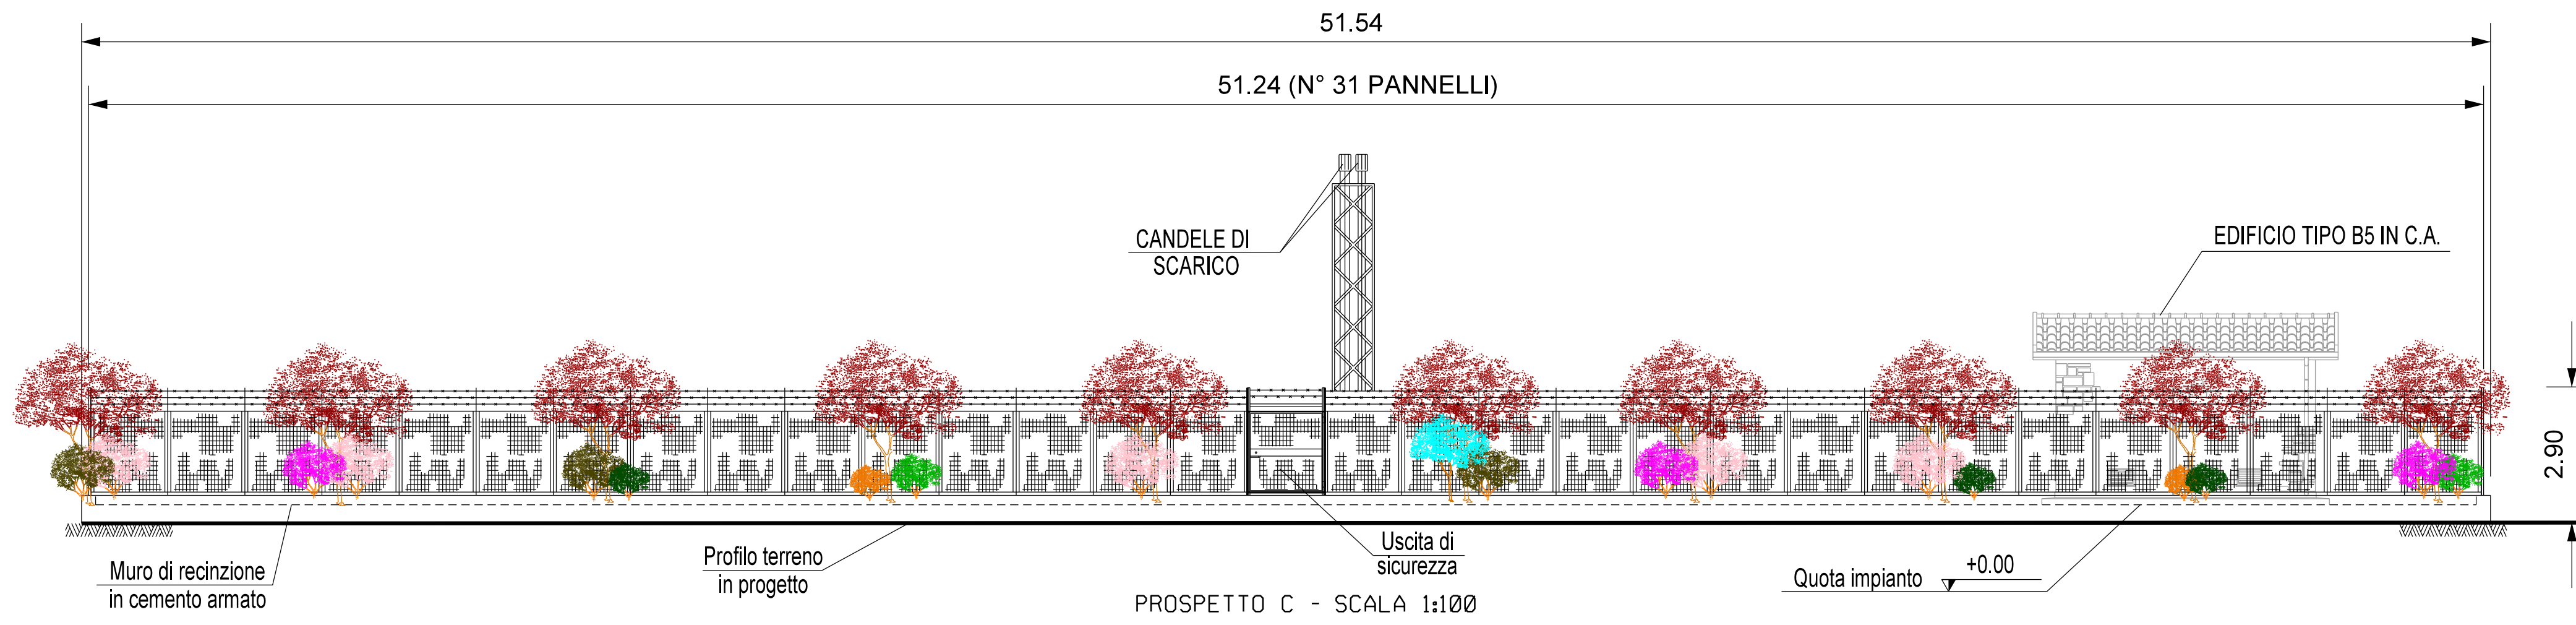 51.54
51.24 (N° 31 PANNELLI)
CANDELE DI
SCARICO
EDIFICIO TIPO B5 IN C.A.
2.90
Muro di recinzione
in cemento armato
Profilo terreno
in progetto
Uscita di
sicurezza
Quota impianto
+0.00
PROSPETTO C - SCALA 1:100